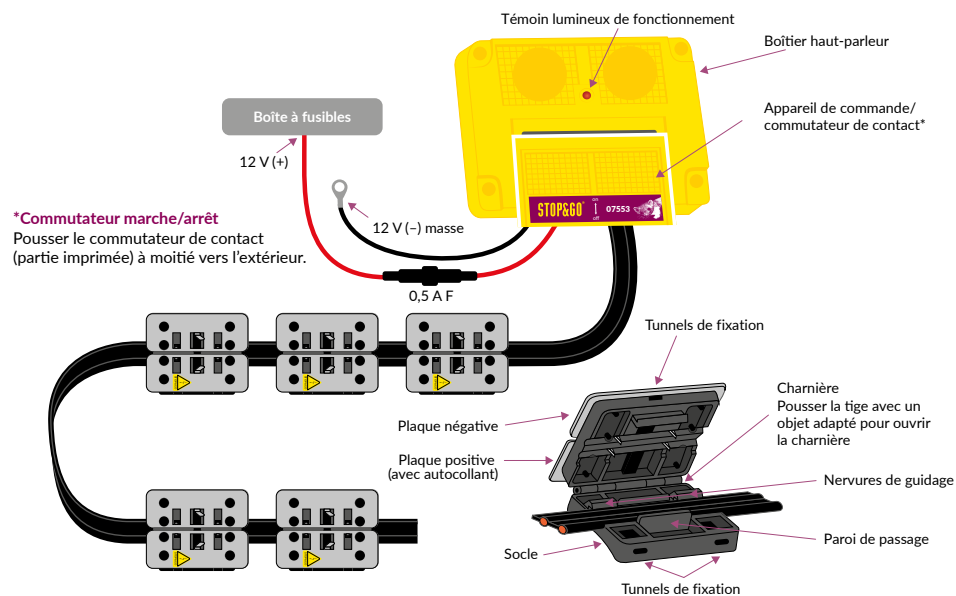 Témoin lumineux de fonctionnement
Boîtier haut-parleur
Boîte à fusibles
Appareil de commande/
commutateur de contact*
12 V (+)
STOP&GO®
on
off
07553
*Commutateur marche/arrêt
Pousser le commutateur de contact
(partie imprimée) à moitié vers l'extérieur.
12 V (–) masse
0,5 A F
Tunnels de fixation
Charnière
Pousser la tige avec un
objet adapté pour ouvrir
la charnière
Plaque négative
Plaque positive
(avec autocollant)
Nervures de guidage
Paroi de passage
Socle
Tunnels de fixation